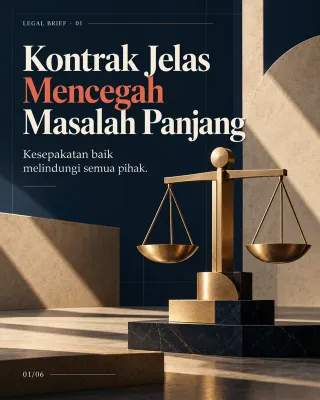 LEGAL BRIEF · 01
Kontrak Jelas
Mencegah
Masalah Panjang
Kesepakatan baik
melindungi semua pihak.
01/06